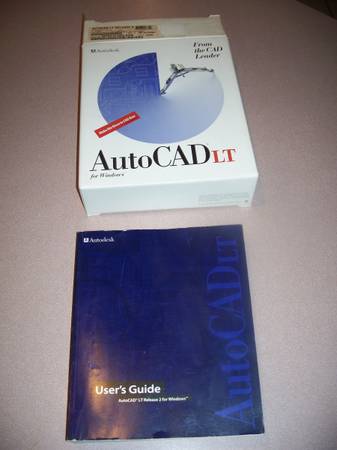 Autodesk
From
the CAD
Leader
AutoCAD LT
for Windows
Autodesk
AutoCAD LT
User's Guide
AutoCAD® LT Release 2 for Windows™